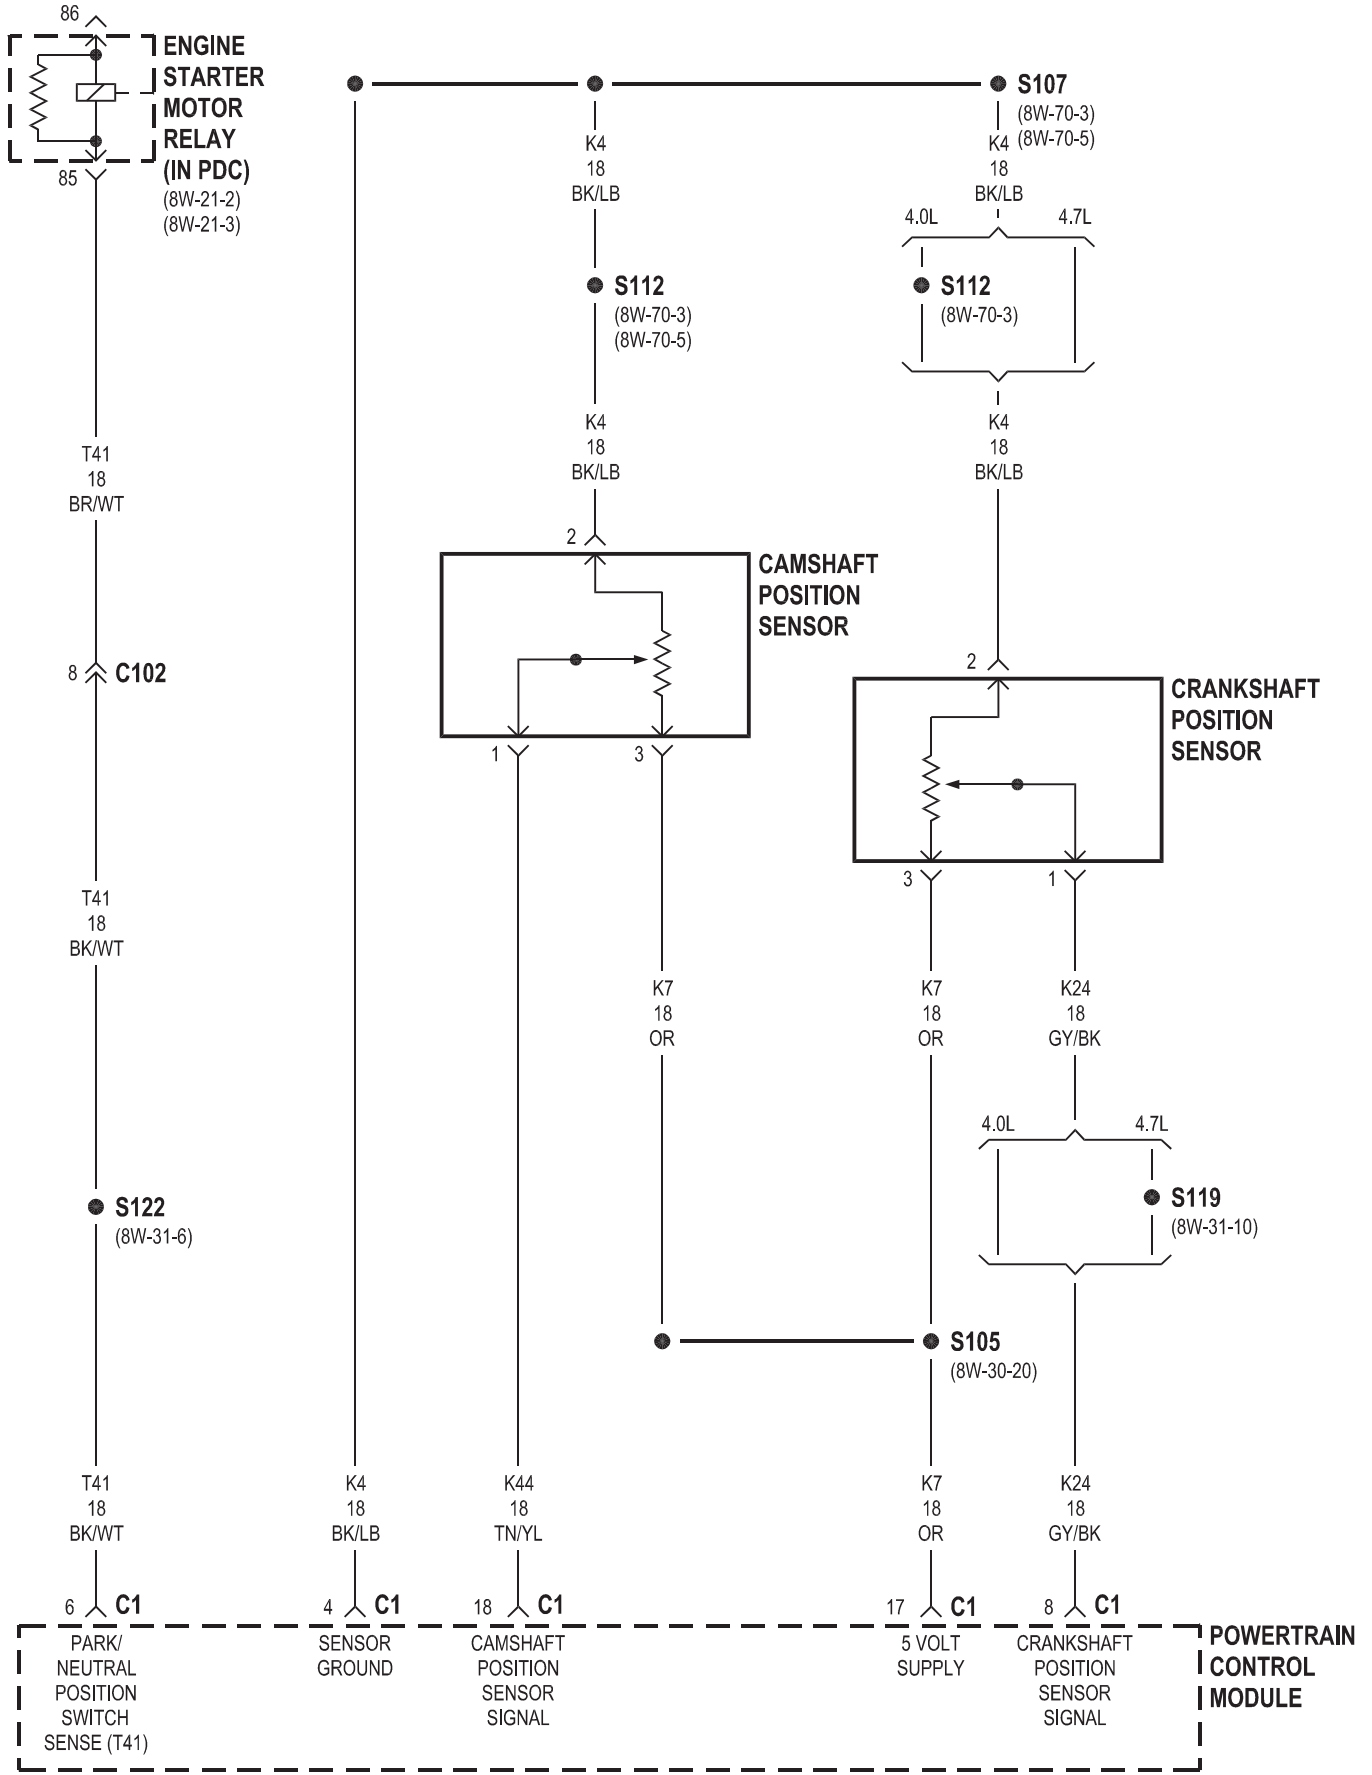 86
ENGINE
STARTER
MOTOR
RELAY
(IN PDC)
(8W-21-2)
(8W-21-3)
85
S107
(8W-70-3)
(8W-70-5)
K4
18
BK/LB
K4
18
BK/LB
4.0L
4.7L
S112
(8W-70-3)
(8W-70-5)
S112
(8W-70-3)
T41
18
BR/WT
K4
18
BK/LB
K4
18
BK/LB
2
CAMSHAFT
POSITION
SENSOR
1
3
8
C102
2
CRANKSHAFT
POSITION
SENSOR
3
1
T41
18
BK/WT
K7
18
OR
K7
18
OR
K24
18
GY/BK
4.0L
4.7L
S122
(8W-31-6)
S119
(8W-31-10)
S105
(8W-30-20)
T41
18
BK/WT
K4
18
BK/LB
K44
18
TN/YL
K7
18
OR
K24
18
GY/BK
6
C1
4
C1
18
C1
17
C1
8
C1
PARK/
NEUTRAL
POSITION
SWITCH
SENSE (T41)
SENSOR
GROUND
CAMSHAFT
POSITION
SENSOR
SIGNAL
5 VOLT
SUPPLY
CRANKSHAFT
POSITION
SENSOR
SIGNAL
POWERTRAIN
CONTROL
MODULE